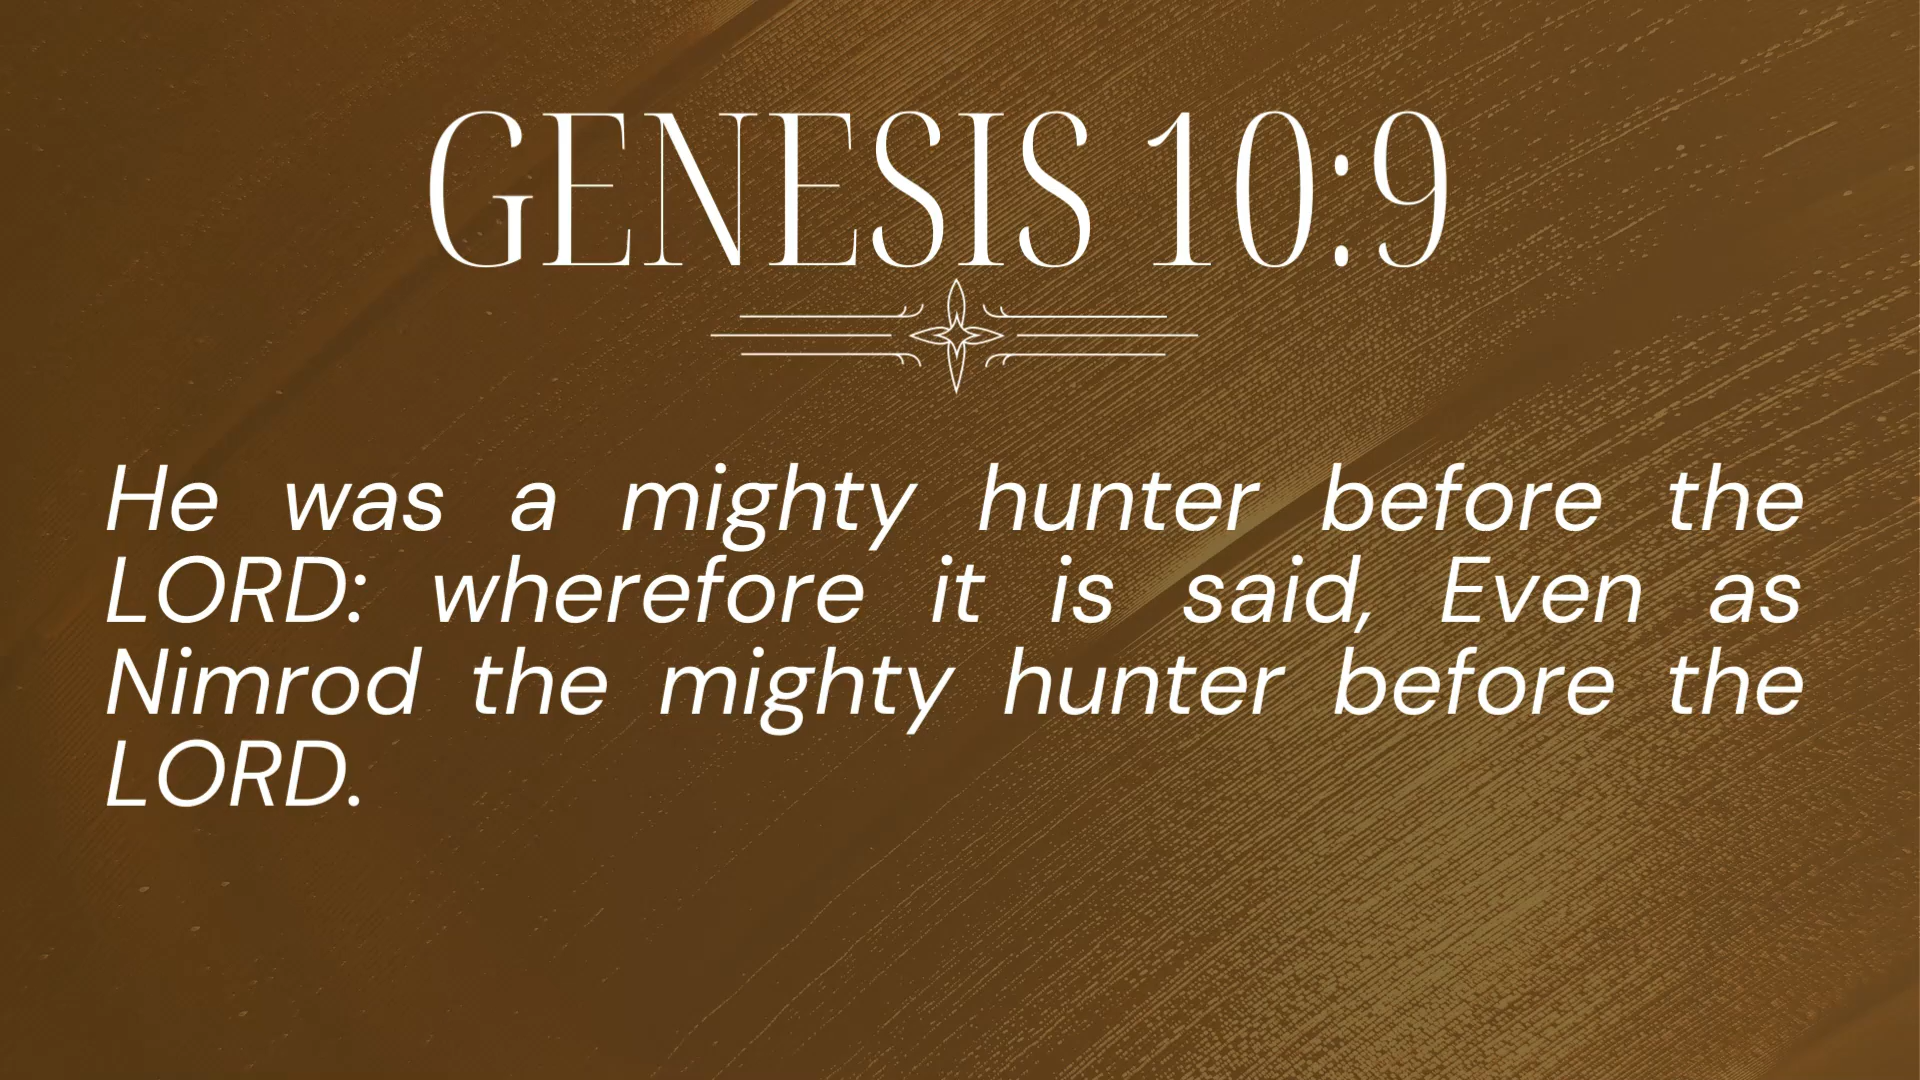 GENESIS 10:9
He was a mighty hunter before the
LORD: wherefore it is said, Even as
Nimrod the mighty hunter before the
LORD.